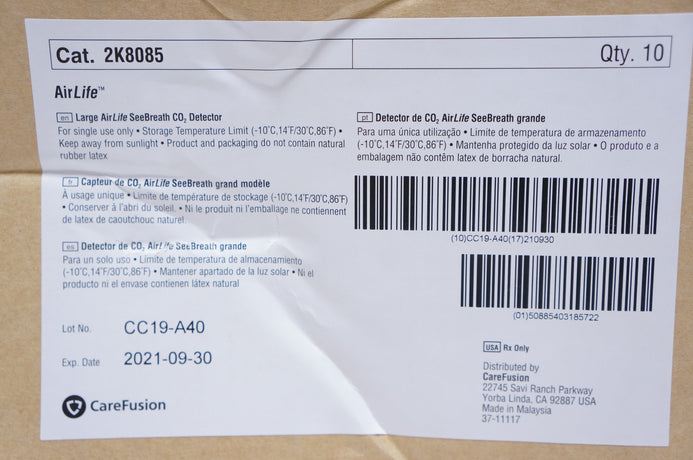 Cat. 2K8085
Qty. 10
AirLife™
en Large AirLife SeeBreath CO₂ Detector
For single use only • Storage Temperature Limit (-10˚C,14˚F/30˚C,86˚F) •
Keep away from sunlight • Product and packaging do not contain natural
rubber latex
fr Capteur de CO₂ AirLife SeeBreath grand modèle
À usage unique • Limite de température de stockage (-10˚C,14˚F/30˚C,86˚F)
• Conserver à l'abri du soleil • Ni le produit ni l'emballage ne contiennent
de latex de caoutchouc naturel
es Detector de CO₂ AirLife SeeBreath grande
Para un solo uso • Límite de temperatura de almacenamiento
(-10˚C,14˚F/30˚C,86˚F) • Mantener apartado de la luz solar • Ni el
producto ni el envase contienen látex natural
Lot No. CC19-A40
Exp. Date 2021-09-30
CareFusion
pt Detector de CO₂ AirLife SeeBreath grande
Para uma única utilização • Limite de temperatura de armazenamento
(-10˚C,14˚F/30˚C,86˚F) • Mantenha protegido da luz solar • O produto e a
embalagem não contêm latex de borracha natural.
(10)CC19-A40(17)210930
(01)50885403185722
USA Rx Only
Distributed by
CareFusion
22745 Savi Ranch Parkway
Yorba Linda, CA 92887 USA
Made in Malaysia
37-11117